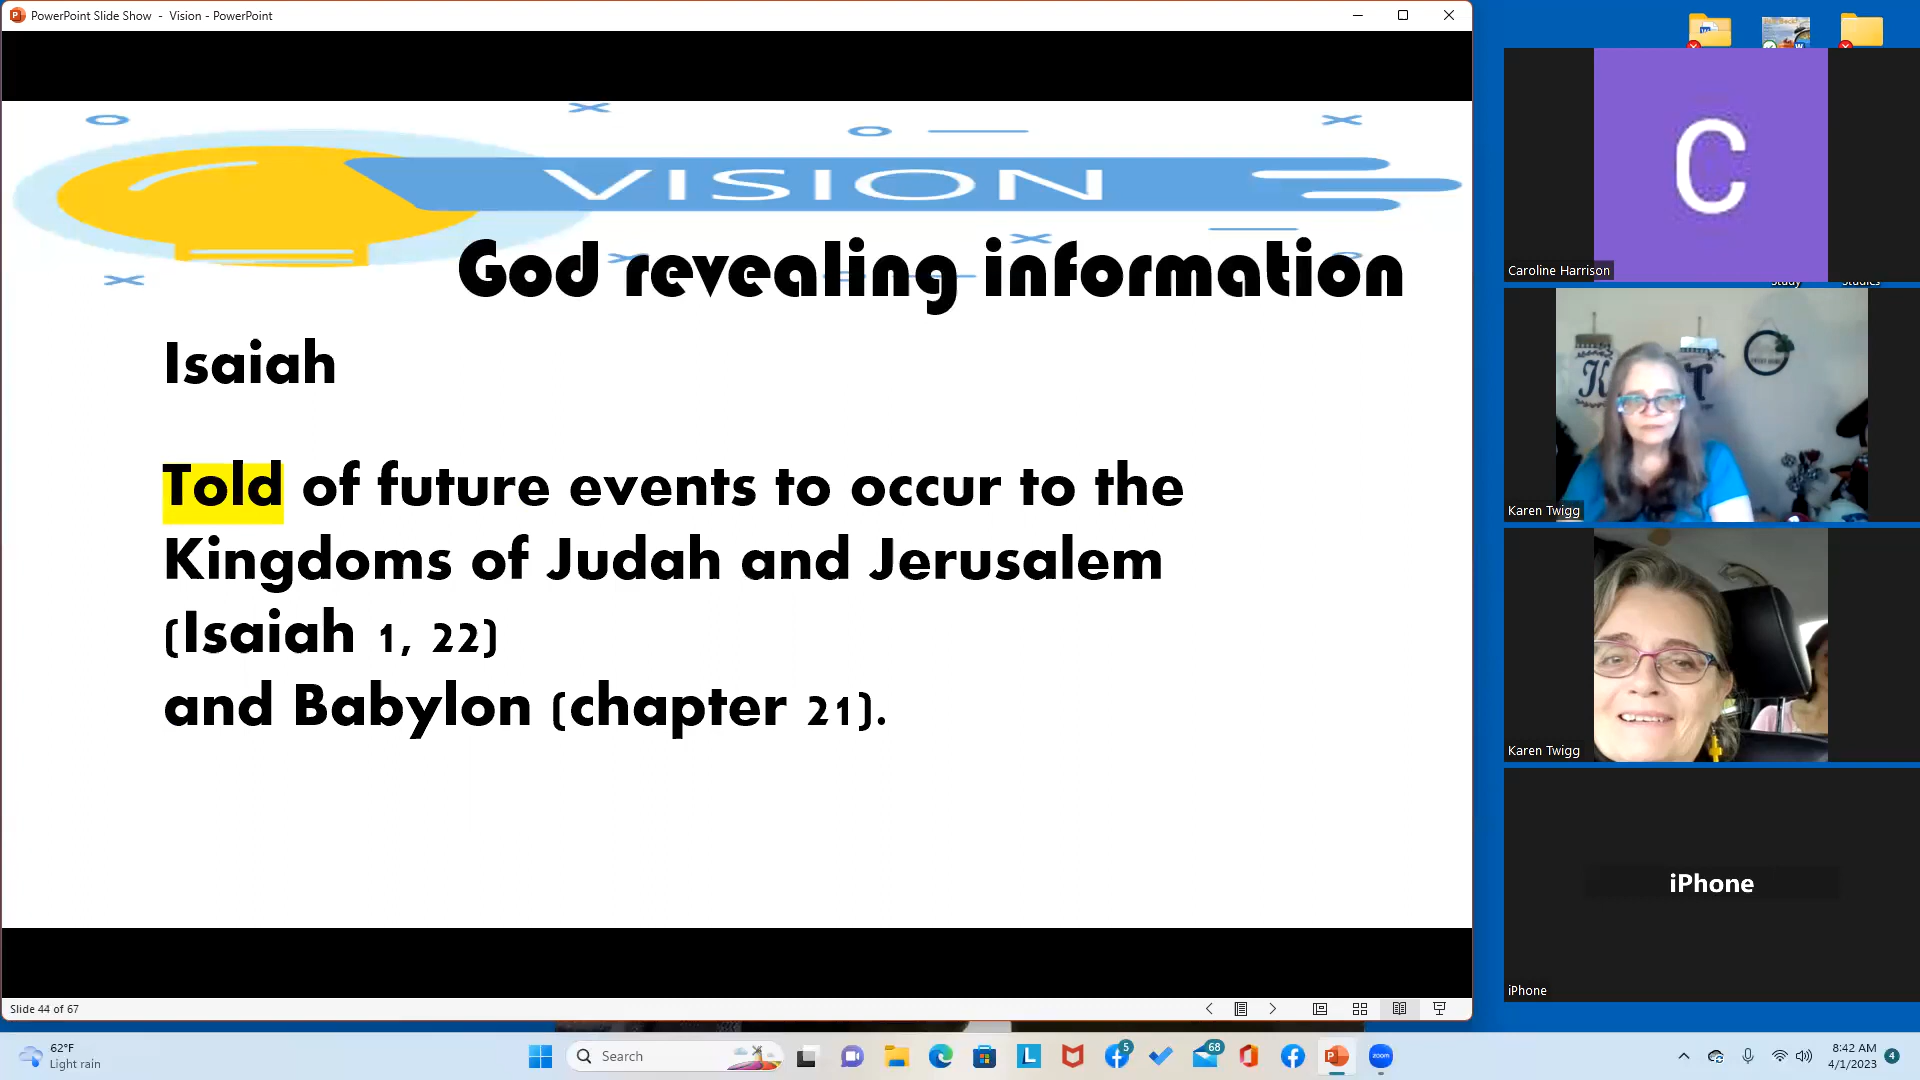 PowerPoint Slide Show - Vision - PowerPoint
VISION
God revealing information
Isaiah
Told of future events to occur to the
Kingdoms of Judah and Jerusalem
(Isaiah 1, 22)
and Babylon (chapter 21).
Slide 44 of 67
C
Caroline Harrison
Karen Twigg
Karen Twigg
iPhone
iPhone
62°F
Light rain
Search
5
68
zoom
8:42 AM
4/1/2023
4